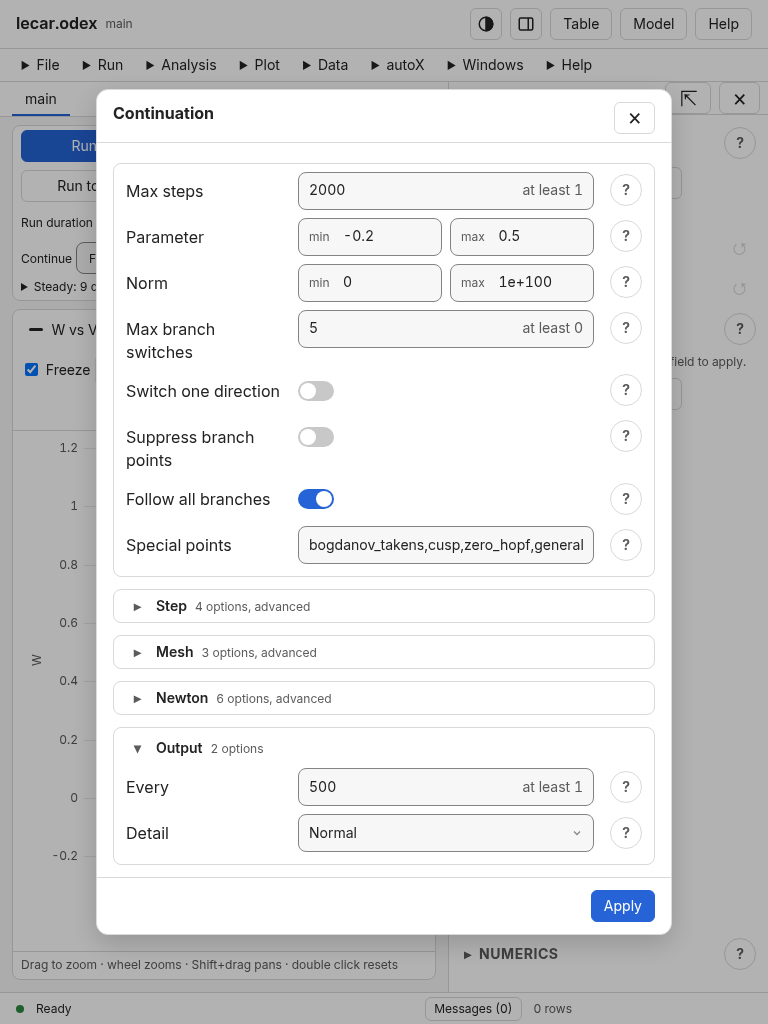 lecar.odex main
Table Model Help
File Run Analysis Plot Data autoX Windows Help
main
Run
Run to
Run duration
Continue F
Steady: 9 c
W vs V
Freeze
1.2
1
0.8
0.6
0.4
0.2
0
-0.2
W
Drag to zoom · wheel zooms · Shift+drag pans · double click resets
?
?
field to apply.
NUMERICS ?
Continuation
Max steps 2000 at least 1 ?
Parameter min -0.2 max 0.5 ?
Norm min 0 max 1e+100 ?
Max branch switches 5 at least 0 ?
Switch one direction ?
Suppress branch points ?
Follow all branches ?
Special points bogdanov_takens,cusp,zero_hopf,general ?
Step 4 options, advanced
Mesh 3 options, advanced
Newton 6 options, advanced
Output 2 options
Every 500 at least 1 ?
Detail Normal ?
Apply
Ready Messages (0) 0 rows